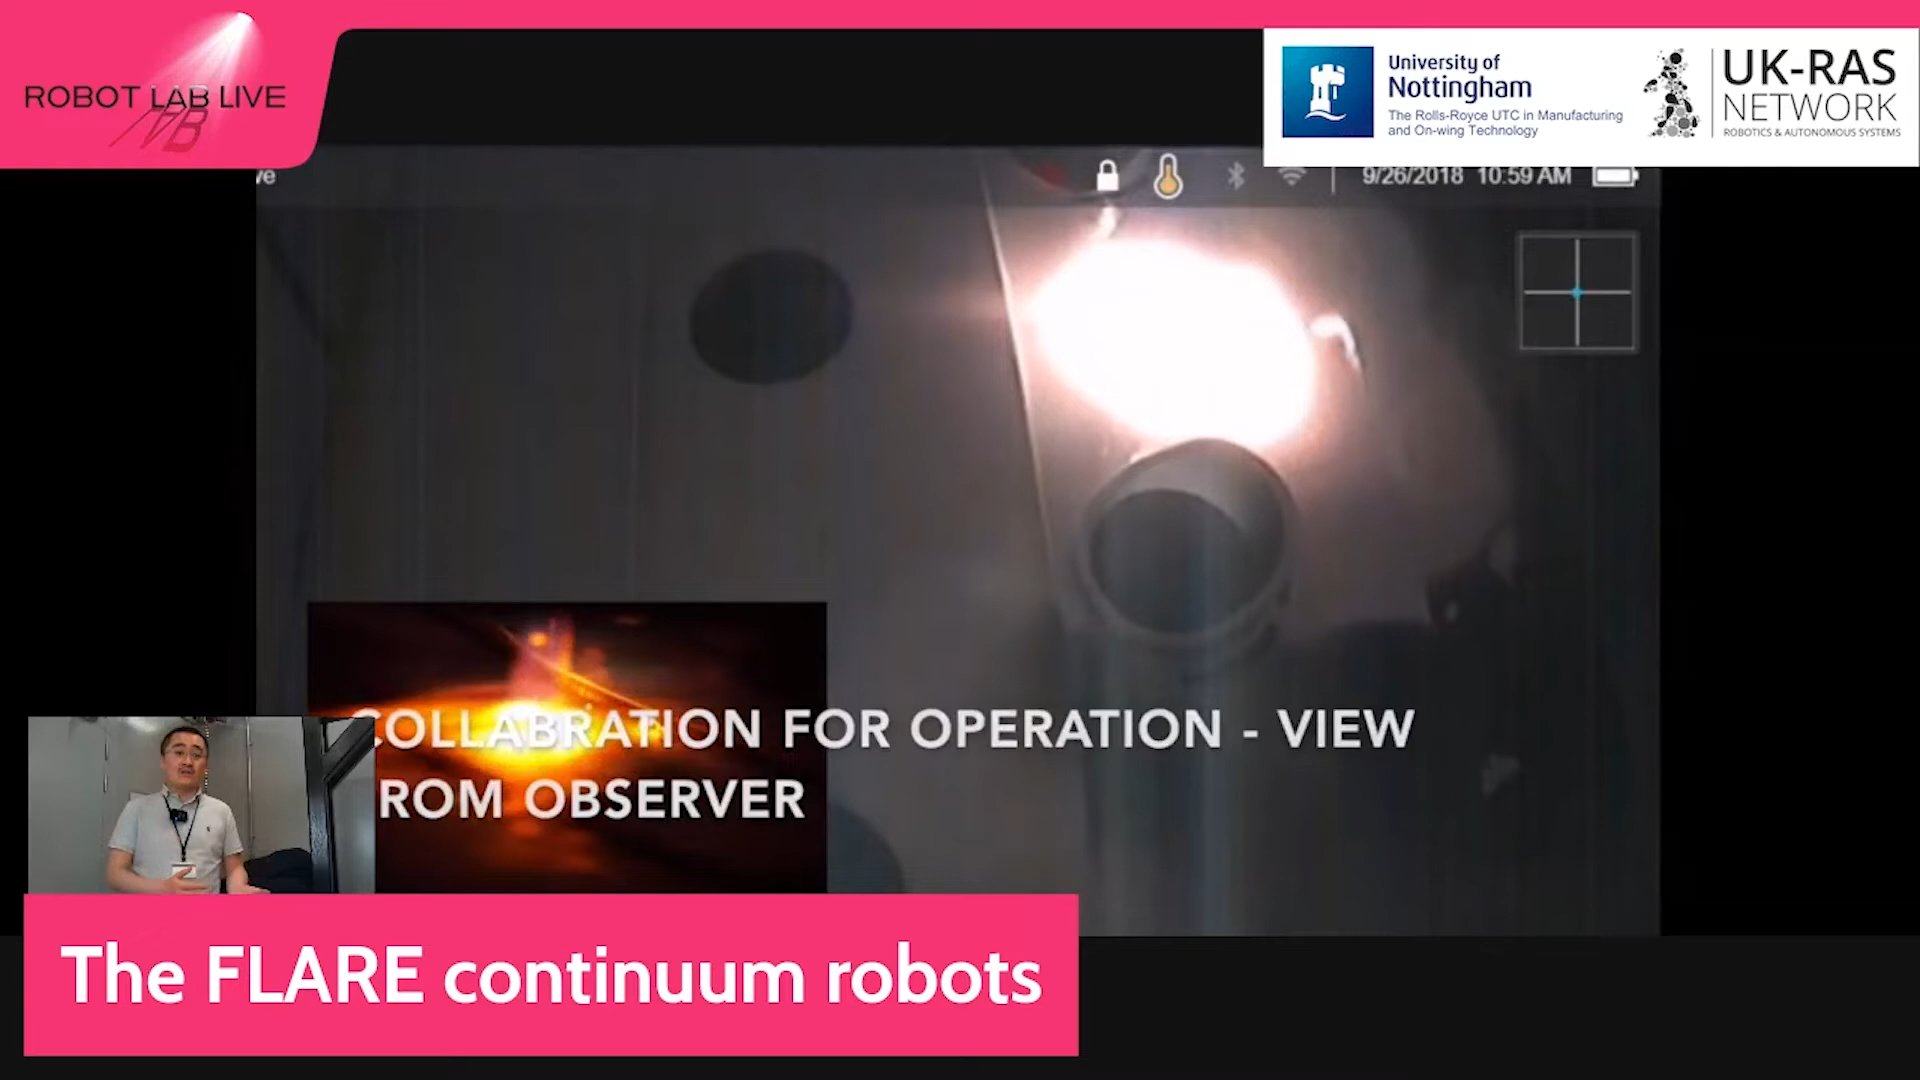 ROBOT LAB LIVE
University of
Nottingham
The Rolls-Royce UTC in Manufacturing
and On-wing Technology
UK-RAS
NETWORK
ROBOTICS & AUTONOMOUS SYSTEMS
ve
9/26/2018 10:59 AM
COLLABRATION FOR OPERATION - VIEW
ROM OBSERVER
The FLARE continuum robots